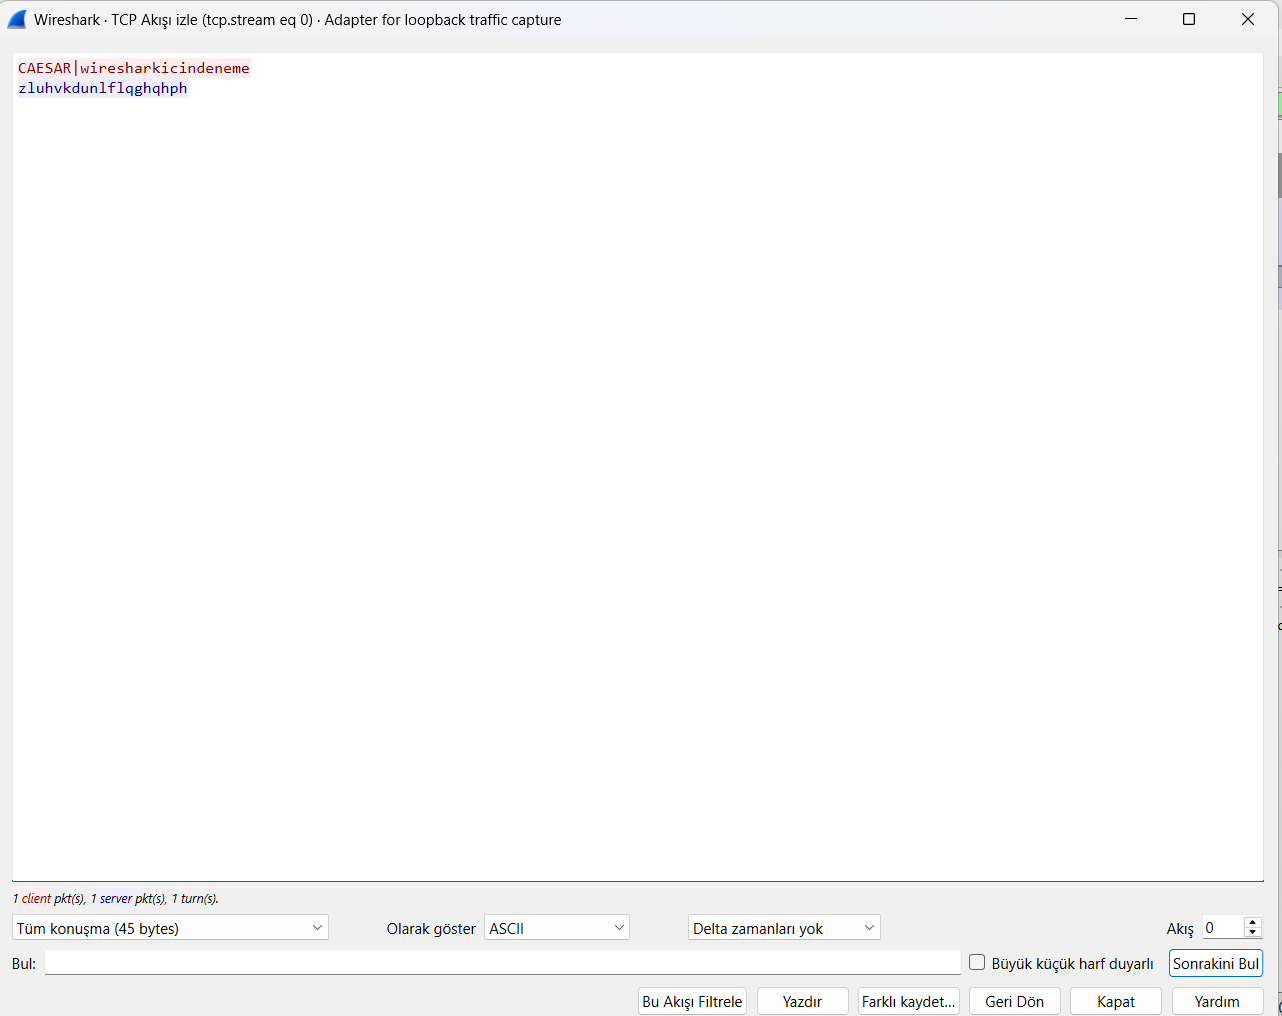 Wireshark · TCP Akışı izle (tcp.stream eq 0) · Adapter for loopback traffic capture
CAESAR|wiresharkicindeneme
zluhvkdunlflqghqhph
1 client pkt(s), 1 server pkt(s), 1 turn(s).
Tüm konuşma (45 bytes) Olarak göster ASCII Delta zamanları yok Akış 0
Bul: Büyük küçük harf duyarlı Sonrakini Bul
Bu Akışı Filtrele Yazdır Farklı kaydet... Geri Dön Kapat Yardım